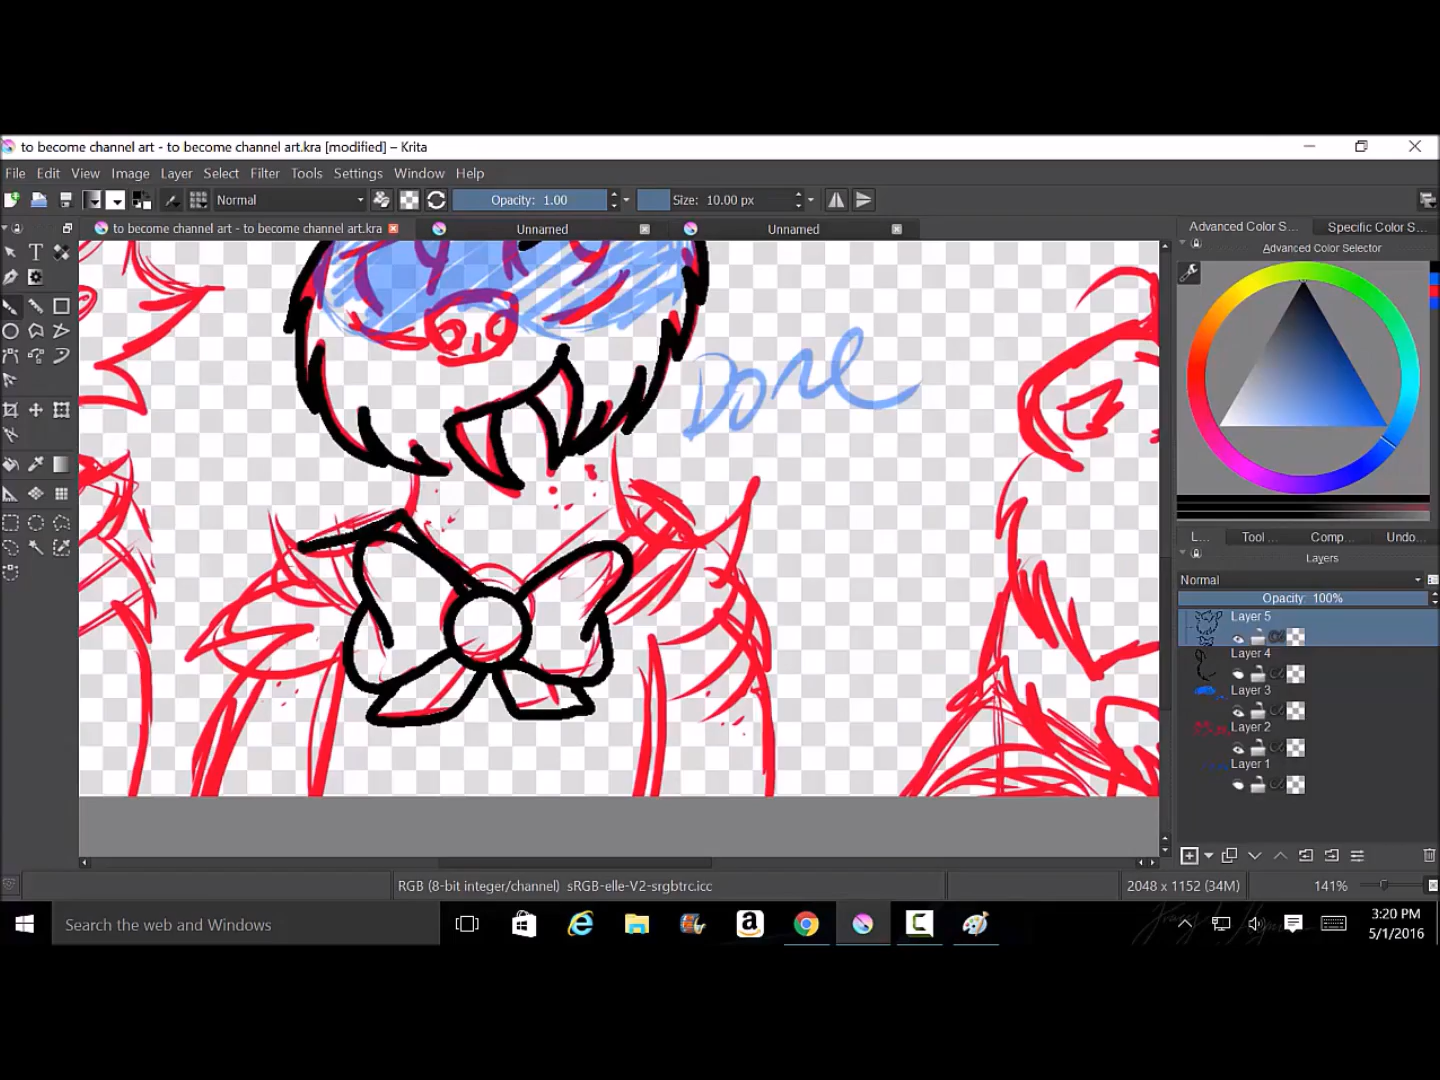 to become channel art - to become channel art.kra [modified] – Krita
File Edit View Image Layer Select Filter Tools Settings Window Help
Normal Opacity: 1.00 Size: 10.00 px
to become channel art - to become channel art.kra Unnamed Unnamed
Advanced Color S... Specific Color S...
Advanced Color Selector
Done
L... Tool ... Comp... Undo...
Layers
Normal
Opacity: 100%
Layer 5
Layer 4
Layer 3
Layer 2
Layer 1
RGB (8-bit integer/channel) sRGB-elle-V2-srgbtrc.icc 2048 x 1152 (34M) 141%
Search the web and Windows
3:20 PM
5/1/2016